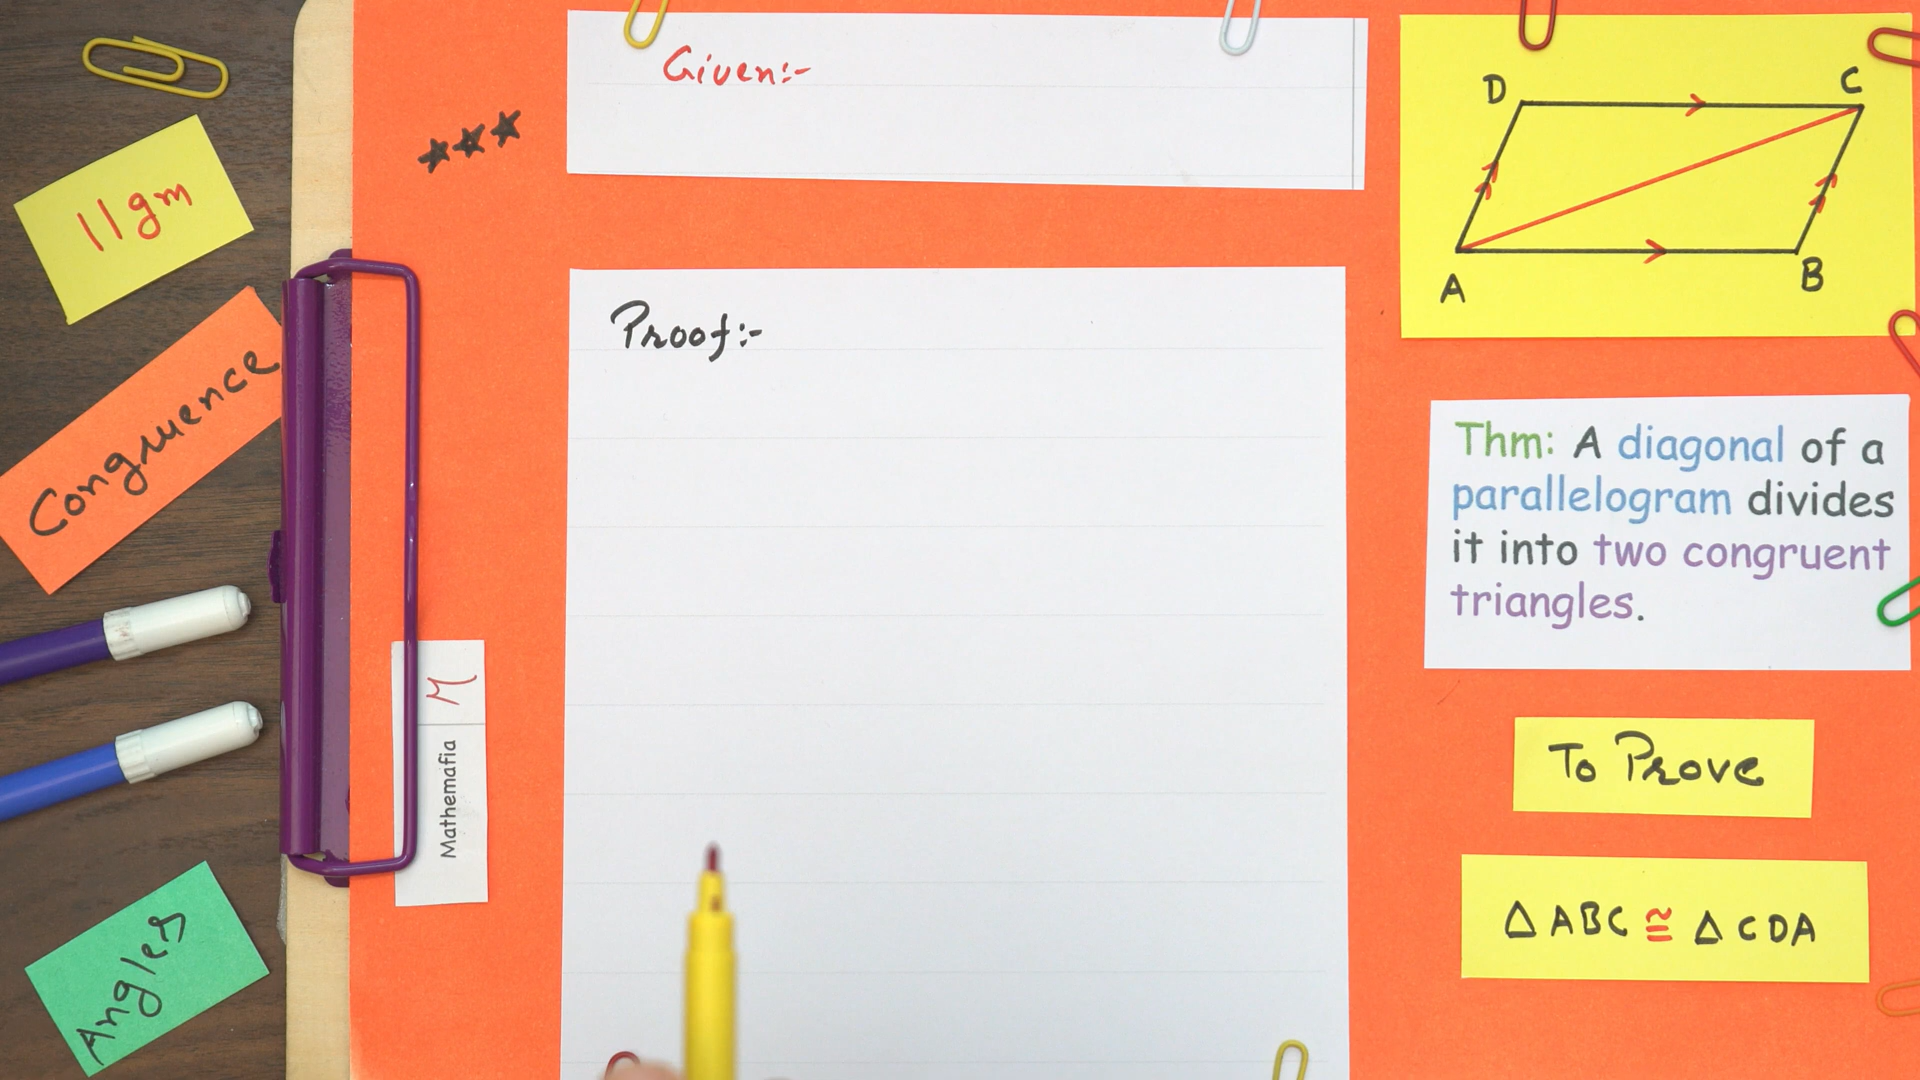 Given:-
D
C
A
B
★★★
||gm
Congruence
Proof:-
Thm: A diagonal of a
parallelogram divides
it into two congruent
triangles.
M
Mathemafia
To Prove
Δ ABC ≅ Δ CDA
Angles